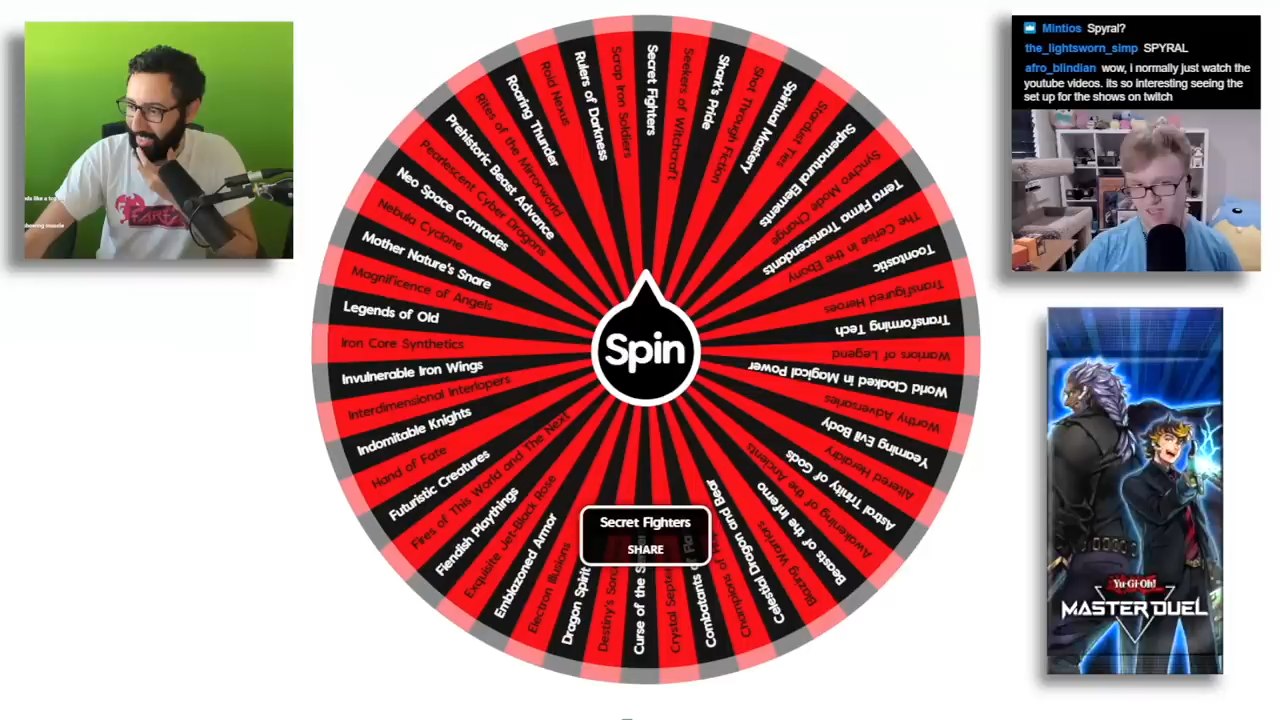 Mintios Spyral?
the_lightsworn_simp SPYRAL
afro_blindian wow, i normally just watch the
youtube videos. Its so interesting seeing the
set up for the shows on twitch
Secret Fighters
Seekers of Witchcraft
Shark's Pride
Shot Through Fiction
Spiritual Mastery
Stardust Ties
Supernatural Elements
Synchro Mode Change
Terra Firma Transcendants
The Cerise in the Ebony
Toontastic
Transfigured Heroes
Transforming Tech
Warriors of Legend
World Cloaked in Magical Power
Worthy Adversaries
Yearning Evil Body
Altered Heraldry
Astral Trinity of Gods
Awakening of the Ancients
Beasts of the Inferno
Blazing Warriors
Celestial Dragon and Bear
Champions of
Combatants of
Crystal
Curse of the
Destiny's
Dragon Spirit
Electron Illusions
Emblazoned Armor
Exquisite Jet-Black Rose
Fiendish Playthings
Fires of This World and The Next
Futuristic Creatures
Hand of Fate
Indomitable Knights
Interdimensional Interlopers
Invulnerable Iron Wings
Iron Core Synthetics
Legends of Old
Magnificence of Angels
Mother Nature's Snare
Nebula Cyclone
Neo Space Comrades
Pearlescent Cyber Dragons
Prehistoric Beast Advance
Rites of the Mirrorworld
Roaring Thunder
Roid Nexus
Rulers of Darkness
Scrap Iron Soldiers
Spin
Secret Fighters
SHARE
Yu-Gi-Oh!
MASTER DUEL